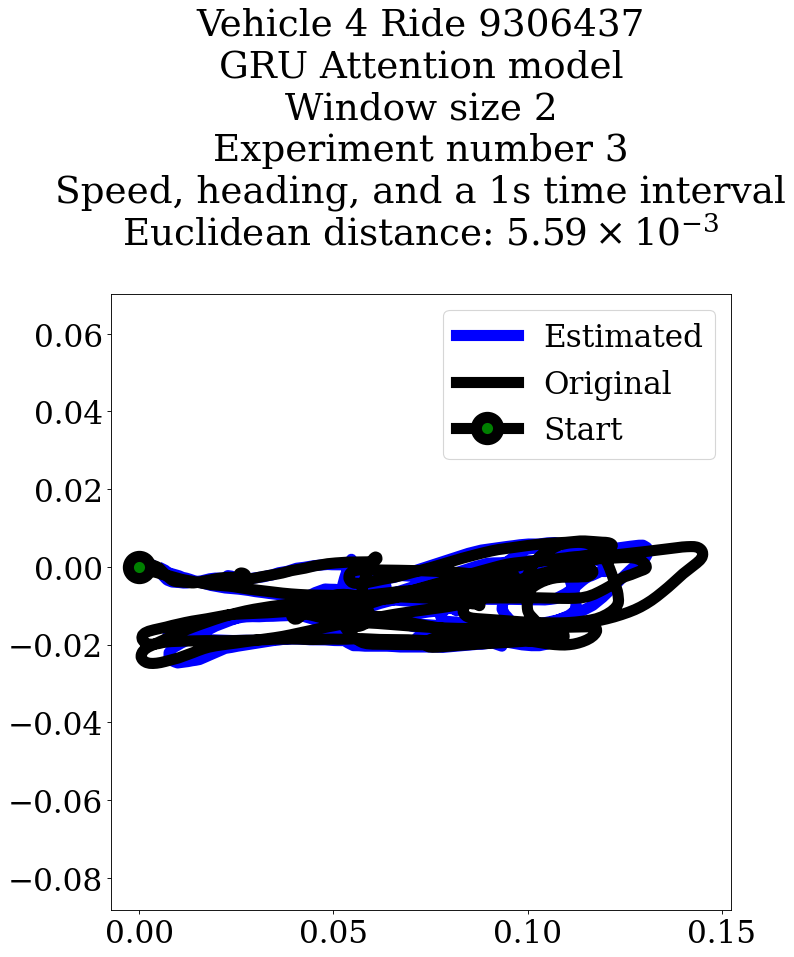 Vehicle 4 Ride 9306437
GRU Attention model
Window size 2
Experiment number 3
Speed, heading, and a 1s time interval
Euclidean distance: 5.59 × 10⁻³
Estimated
Original
Start
0.06
0.04
0.02
0.00
−0.02
−0.04
−0.06
−0.08
0.00 0.05 0.10 0.15